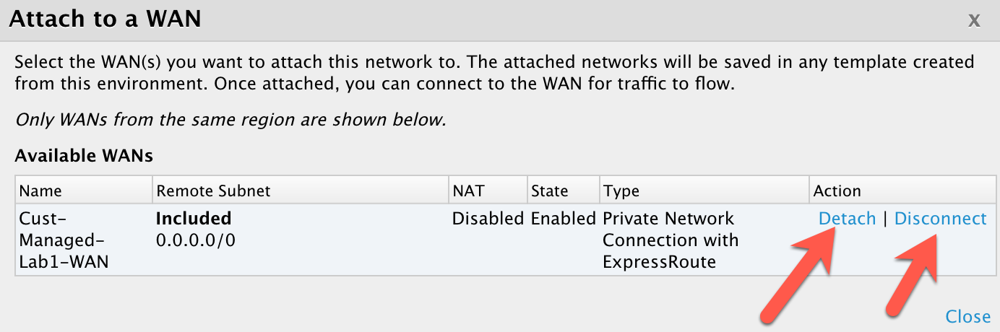 Attach to a WAN
x
Select the WAN(s) you want to attach this network to. The attached networks will be saved in any template created
from this environment. Once attached, you can connect to the WAN for traffic to flow.
Only WANs from the same region are shown below.
Available WANs
Name Remote Subnet NAT State Type Action
Cust- Included Disabled Enabled Private Network Detach | Disconnect
Managed- 0.0.0.0/0 Connection with
Lab1-WAN ExpressRoute
Close